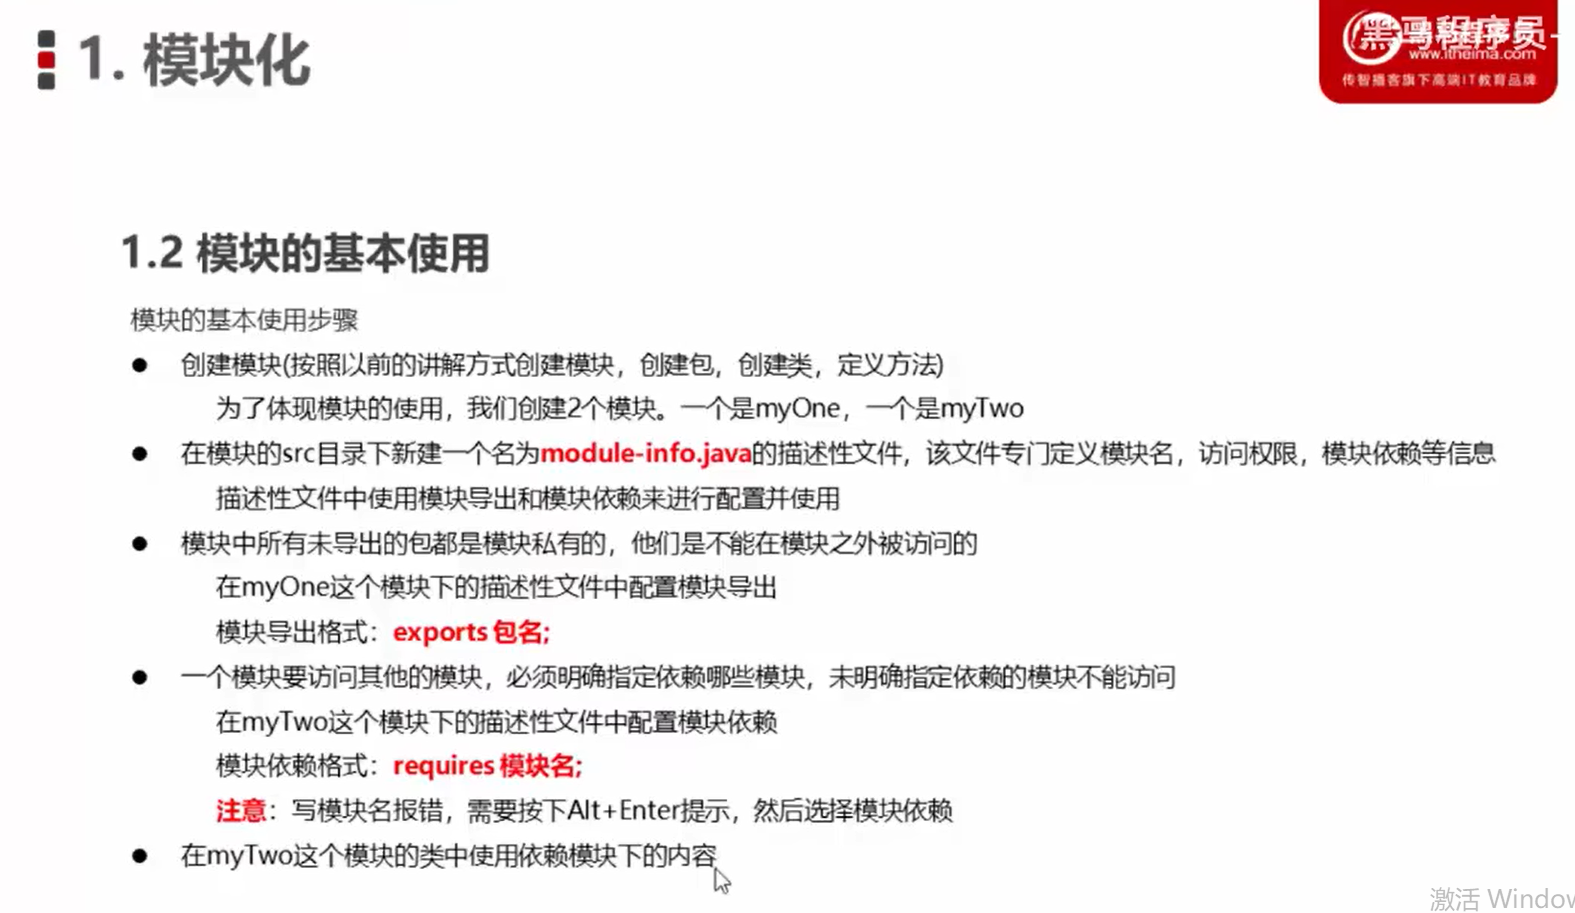 1. 模块化
黑马程序员-
www.itheima.com
传智播客旗下高端IT教育品牌
1.2 模块的基本使用
模块的基本使用步骤
● 创建模块(按照以前的讲解方式创建模块，创建包，创建类，定义方法)
为了体现模块的使用，我们创建2个模块。一个是myOne，一个是myTwo
● 在模块的src目录下新建一个名为module-info.java的描述性文件，该文件专门定义模块名，访问权限，模块依赖等信息
描述性文件中使用模块导出和模块依赖来进行配置并使用
● 模块中所有未导出的包都是模块私有的，他们是不能在模块之外被访问的
在myOne这个模块下的描述性文件中配置模块导出
模块导出格式：exports 包名;
● 一个模块要访问其他的模块，必须明确指定依赖哪些模块，未明确指定依赖的模块不能访问
在myTwo这个模块下的描述性文件中配置模块依赖
模块依赖格式：requires 模块名;
注意：写模块名报错，需要按下Alt+Enter提示，然后选择模块依赖
● 在myTwo这个模块的类中使用依赖模块下的内容
激活 Window